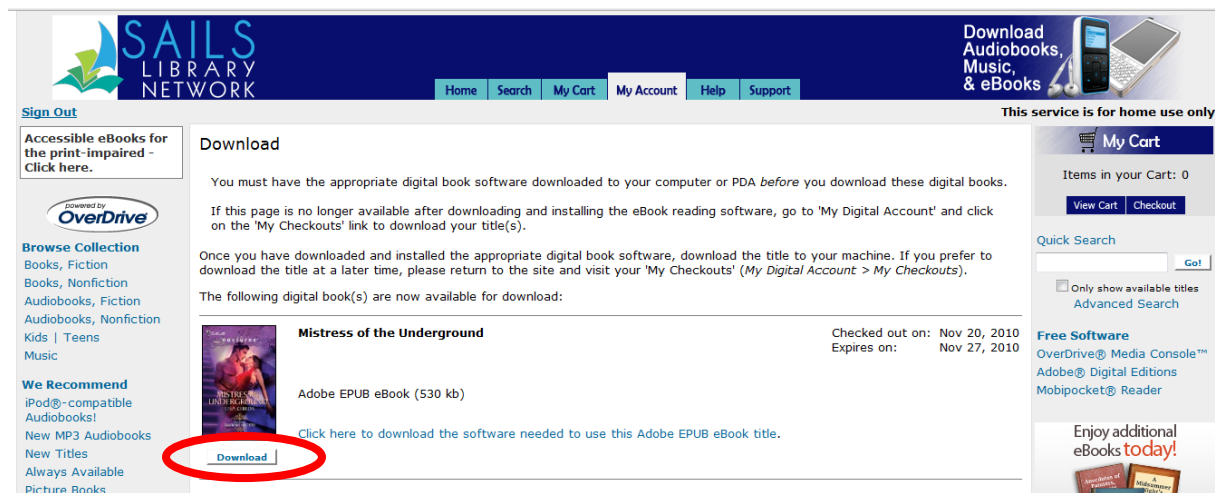 SAILS
LIBRARY
NETWORK
Home Search My Cart My Account Help Support
Download
Audiobooks,
Music,
& eBooks
Sign Out
This service is for home use only
Accessible eBooks for
the print-impaired -
Click here.
powered by
OverDrive
Browse Collection
Books, Fiction
Books, Nonfiction
Audiobooks, Fiction
Audiobooks, Nonfiction
Kids | Teens
Music
We Recommend
iPod®-compatible
Audiobooks!
New MP3 Audiobooks
New Titles
Always Available
Picture Books
Download
You must have the appropriate digital book software downloaded to your computer or PDA before you download these digital books.
If this page is no longer available after downloading and installing the eBook reading software, go to 'My Digital Account' and click
on the 'My Checkouts' link to download your title(s).
Once you have downloaded and installed the appropriate digital book software, download the title to your machine. If you prefer to
download the title at a later time, please return to the site and visit your 'My Checkouts' (My Digital Account > My Checkouts).
The following digital book(s) are now available for download:
nocturne
MISTRESS
UNDERGROUND
Mistress of the Underground
Checked out on: Nov 20, 2010
Expires on: Nov 27, 2010
Adobe EPUB eBook (530 kb)
Click here to download the software needed to use this Adobe EPUB eBook title.
Download
My Cart
Items in your Cart: 0
View Cart Checkout
Quick Search
Go!
Only show available titles
Advanced Search
Free Software
OverDrive® Media Console™
Adobe® Digital Editions
Mobipocket® Reader
Enjoy additional
eBooks today!
A
Midsummer
Night's